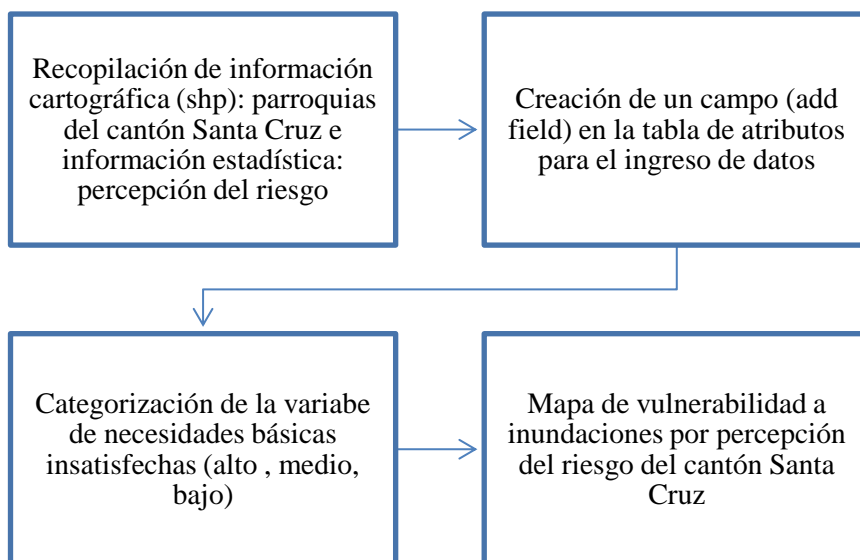 Recopilación de información
cartográfica (shp): parroquias
del cantón Santa Cruz e
información estadística:
percepción del riesgo
Creación de un campo (add
field) en la tabla de atributos
para el ingreso de datos
Categorización de la variabe
de necesidades básicas
insatisfechas (alto , medio,
bajo)
Mapa de vulnerabilidad a
inundaciones por percepción
del riesgo del cantón Santa
Cruz